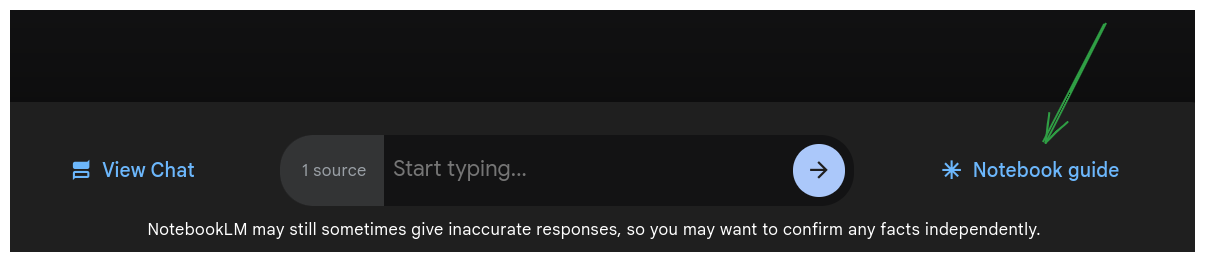 View Chat
1 source
Start typing...
Notebook guide
NotebookLM may still sometimes give inaccurate responses, so you may want to confirm any facts independently.